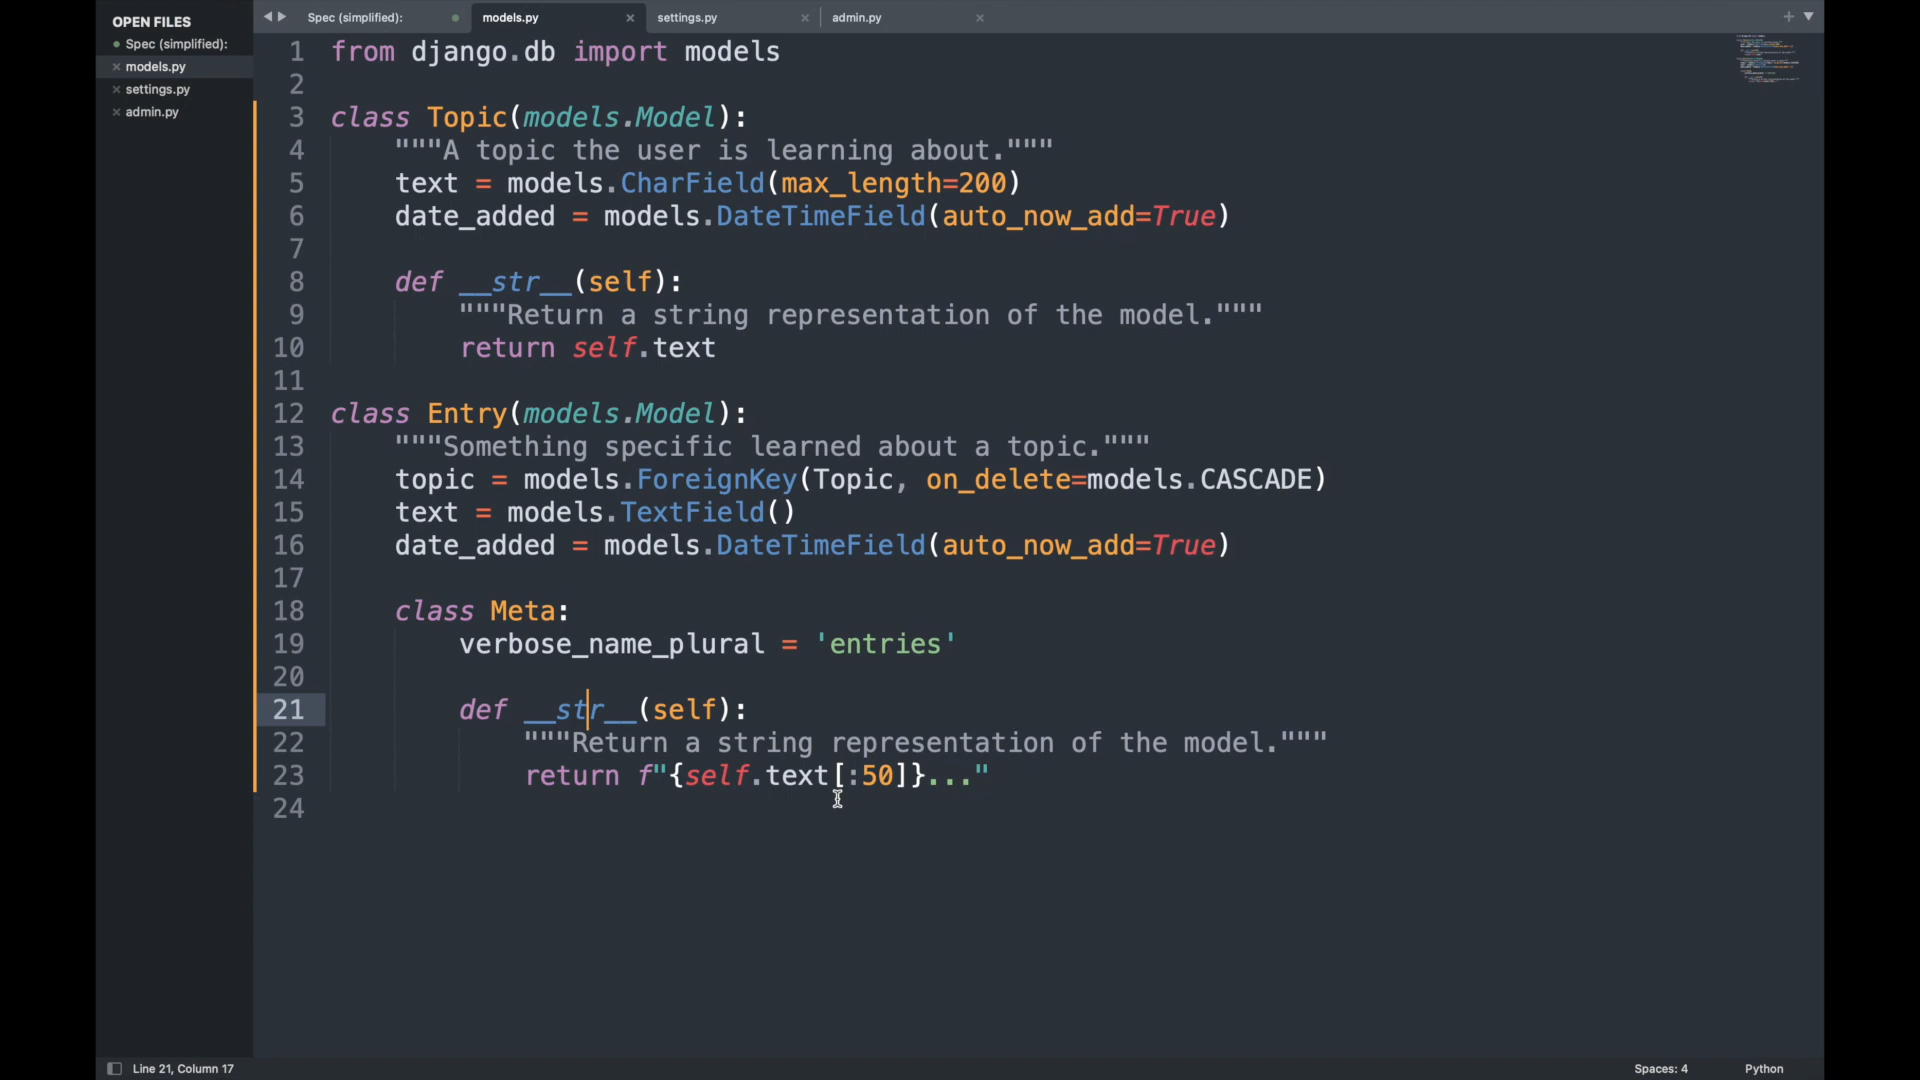 OPEN FILES
Spec (simplified):
models.py
settings.py
admin.py
Spec (simplified):
models.py
settings.py
admin.py
1 from django.db import models
2
3 class Topic(models.Model):
4     """A topic the user is learning about."""
5     text = models.CharField(max_length=200)
6     date_added = models.DateTimeField(auto_now_add=True)
7
8     def __str__(self):
9         """Return a string representation of the model."""
10         return self.text
11
12 class Entry(models.Model):
13     """Something specific learned about a topic."""
14     topic = models.ForeignKey(Topic, on_delete=models.CASCADE)
15     text = models.TextField()
16     date_added = models.DateTimeField(auto_now_add=True)
17
18     class Meta:
19         verbose_name_plural = 'entries'
20
21         def __str__(self):
22             """Return a string representation of the model."""
23             return f"{self.text[:50]}..."
24
Line 21, Column 17
Spaces: 4
Python